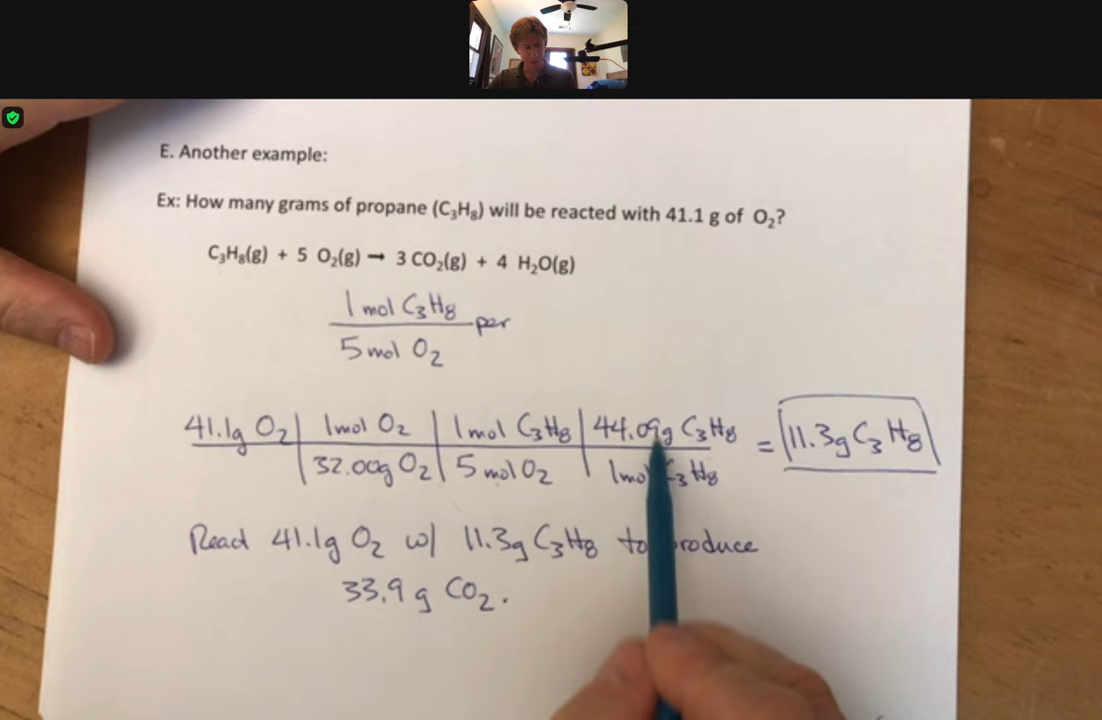 E. Another example:
Ex: How many grams of propane (C₃H₈) will be reacted with 41.1 g of O₂?
C₃H₈(g) + 5 O₂(g) → 3 CO₂(g) + 4 H₂O(g)
1 mol C₃H₈
per
5 mol O₂
41.1g O₂ | 1mol O₂ | 1mol C₃H₈ | 44.09g C₃H₈ = 11.3g C₃H₈
32.00g O₂ | 5 mol O₂ | 1mol C₃H₈
React 41.1g O₂ w/ 11.3g C₃H₈ to produce
33.9 g CO₂.